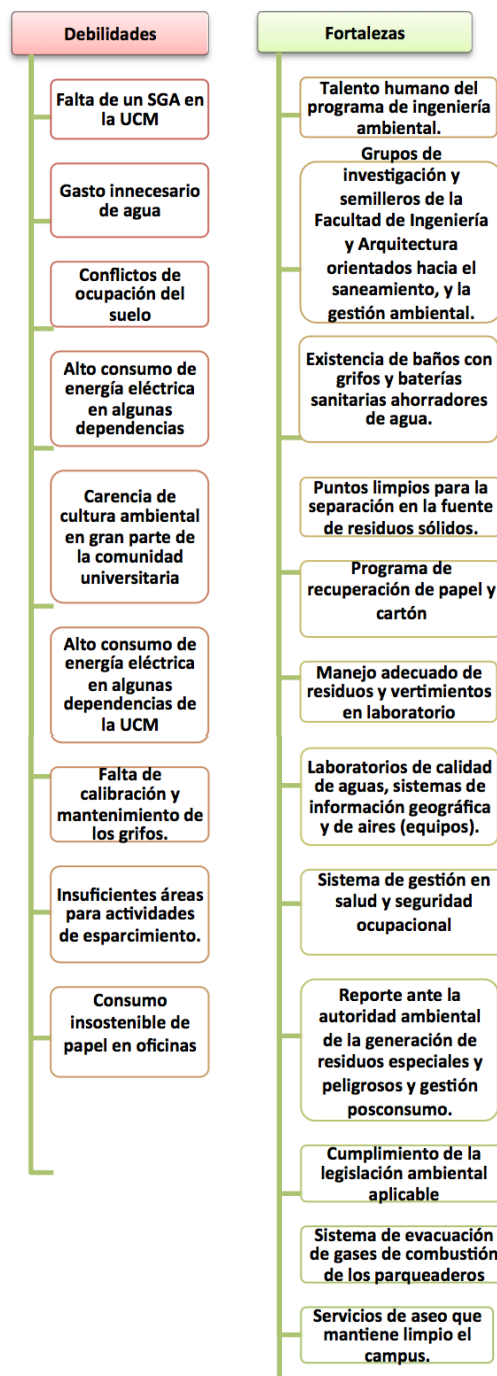 Debilidades
Falta de un SGA en
la UCM
Gasto innecesario
de agua
Conflictos de
ocupación del
suelo
Alto consumo de
energía eléctrica
en algunas
dependencias
Carencia de
cultura ambiental
en gran parte de
la comunidad
universitaria
Alto consumo de
energía eléctrica
en algunas
dependencias de
la UCM
Falta de
calibración y
mantenimiento de
los grifos.
Insuficientes áreas
para actividades
de esparcimiento.
Consumo
insostenible de
papel en oficinas
Fortalezas
Talento humano del
programa de ingeniería
ambiental.
Grupos de
investigación y
semilleros de la
Facultad de Ingeniería
y Arquitectura
orientados hacia el
saneamiento, y la
gestión ambiental.
Existencia de baños con
grifos y baterías
sanitarias ahorradores
de agua.
Puntos limpios para la
separación en la fuente
de residuos sólidos.
Programa de
recuperación de papel y
cartón
Manejo adecuado de
residuos y vertimientos
en laboratorio
Laboratorios de calidad
de aguas, sistemas de
información geográfica
y de aires (equipos).
Sistema de gestión en
salud y seguridad
ocupacional
Reporte ante la
autoridad ambiental
de la generación de
residuos especiales y
peligrosos y gestión
posconsumo.
Cumplimiento de la
legislación ambiental
aplicable
Sistema de evacuación
de gases de combustión
de los parqueaderos
Servicios de aseo que
mantiene limpio el
campus.